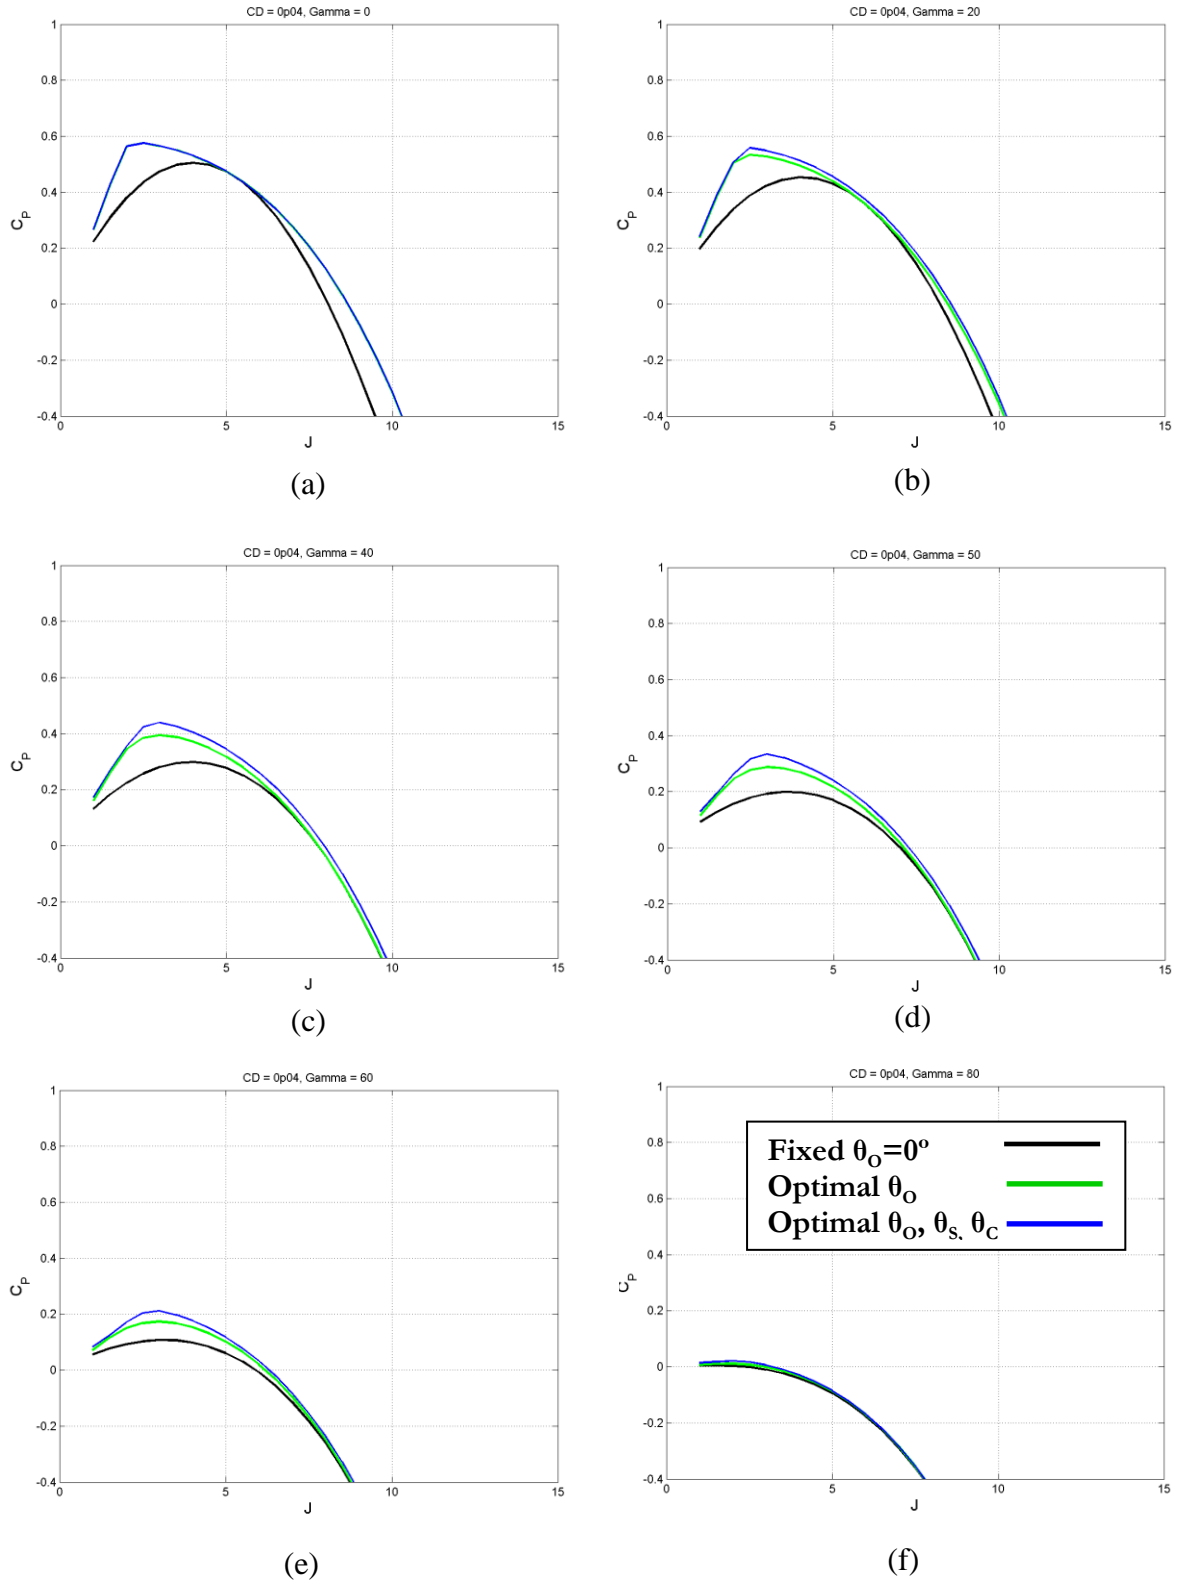 CD = 0p04, Gamma = 0
1
0.8
0.6
0.4
0.2
0
-0.2
-0.4
C_P
0 5 10 15
J
(a)
CD = 0p04, Gamma = 20
1
0.8
0.6
0.4
0.2
0
-0.2
-0.4
C_P
0 5 10 15
J
(b)
CD = 0p04, Gamma = 40
1
0.8
0.6
0.4
0.2
0
-0.2
-0.4
C_P
0 5 10 15
J
(c)
CD = 0p04, Gamma = 50
1
0.8
0.6
0.4
0.2
0
-0.2
-0.4
C_P
0 5 10 15
J
(d)
CD = 0p04, Gamma = 60
1
0.8
0.6
0.4
0.2
0
-0.2
-0.4
C_P
0 5 10 15
J
(e)
CD = 0p04, Gamma = 80
1
0.8
0.6
0.4
0.2
0
-0.2
-0.4
C_P
Fixed θ_O=0º
Optimal θ_O
Optimal θ_O, θ_S, θ_C
0 5 10 15
J
(f)